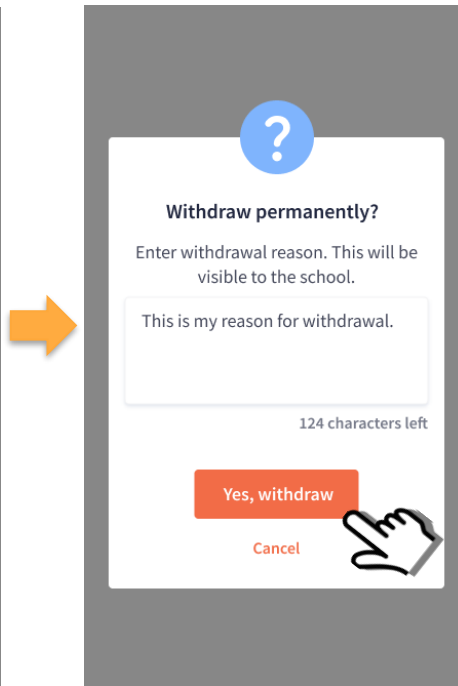 ?
Withdraw permanently?
Enter withdrawal reason. This will be
visible to the school.
This is my reason for withdrawal.
124 characters left
Yes, withdraw
Cancel